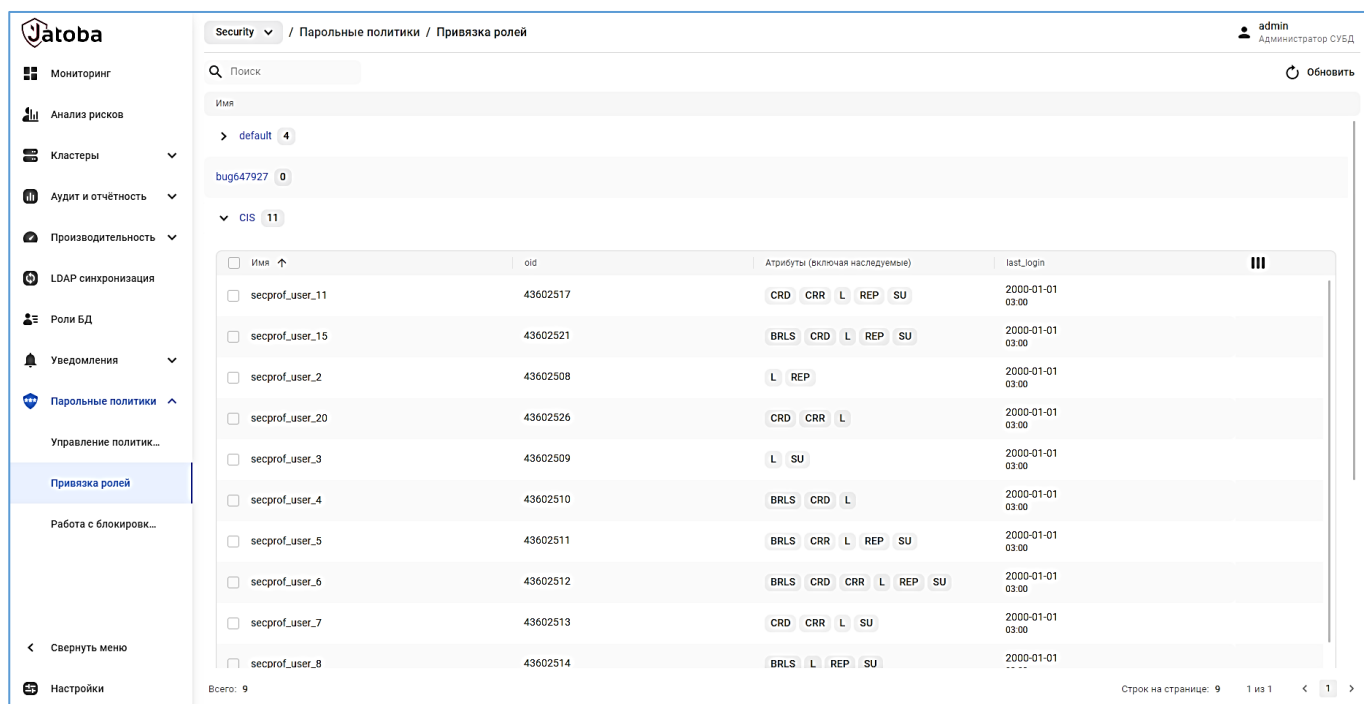 Jatoba
Security / Парольные политики / Привязка ролей
admin
Администратор СУБД
Мониторинг
Анализ рисков
Кластеры
Аудит и отчётность
Производительность
LDAP синхронизация
Роли БД
Уведомления
Парольные политики
Управление политик...
Привязка ролей
Работа с блокировк...
Свернуть меню
Настройки
Поиск
Обновить
Имя
default 4
bug647927 0
CIS 11
Имя oid Атрибуты (включая наследуемые) last_login
secprof_user_11 43602517 CRD CRR L REP SU 2000-01-01
03:00
secprof_user_15 43602521 BRLS CRD L REP SU 2000-01-01
03:00
secprof_user_2 43602508 L REP 2000-01-01
03:00
secprof_user_20 43602526 CRD CRR L 2000-01-01
03:00
secprof_user_3 43602509 L SU 2000-01-01
03:00
secprof_user_4 43602510 BRLS CRD L 2000-01-01
03:00
secprof_user_5 43602511 BRLS CRR L REP SU 2000-01-01
03:00
secprof_user_6 43602512 BRLS CRD CRR L REP SU 2000-01-01
03:00
secprof_user_7 43602513 CRD CRR L SU 2000-01-01
03:00
secprof_user_8 43602514 BRLS L REP SU 2000-01-01
Всего: 9
Строк на странице: 9 1 из 1 1